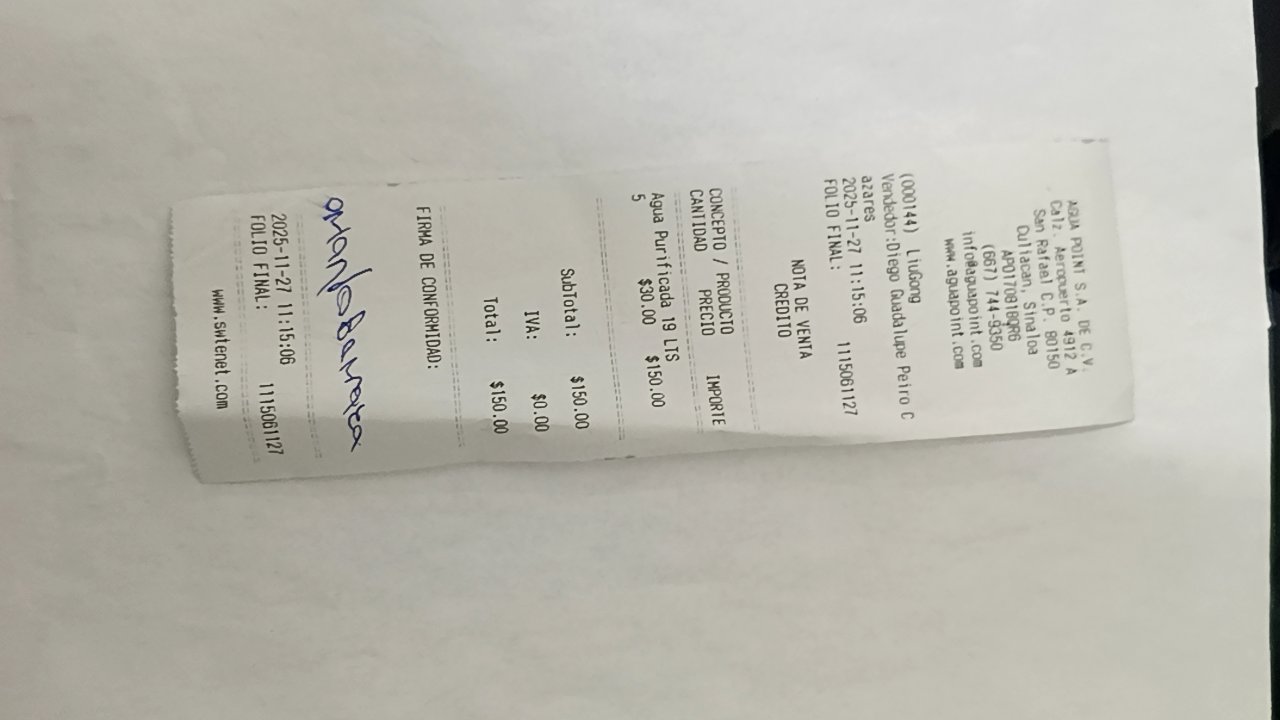 AGUA POINT S.A. DE C.V.
Calz. Aeropuerto 4912 A
San Rafael C.P. 80150
Culiacan, Sinaloa
APO170818QR6
(667) 744-9350
info@aguapoint.com
www.aguapoint.com
(000144) LiuGong
Vendedor:Diego Guadalupe Peiro C
azares
2025-11-27 11:15:06
FOLIO FINAL: 1115061127
NOTA DE VENTA
CREDITO
CONCEPTO / PRODUCTO
CANTIDAD PRECIO IMPORTE
Agua Purificada 19 LTS
5 $30.00 $150.00
SubTotal: $150.00
IVA: $0.00
Total: $150.00
FIRMA DE CONFORMIDAD:
2025-11-27 11:15:06
FOLIO FINAL: 1115061127
www.swtenet.com